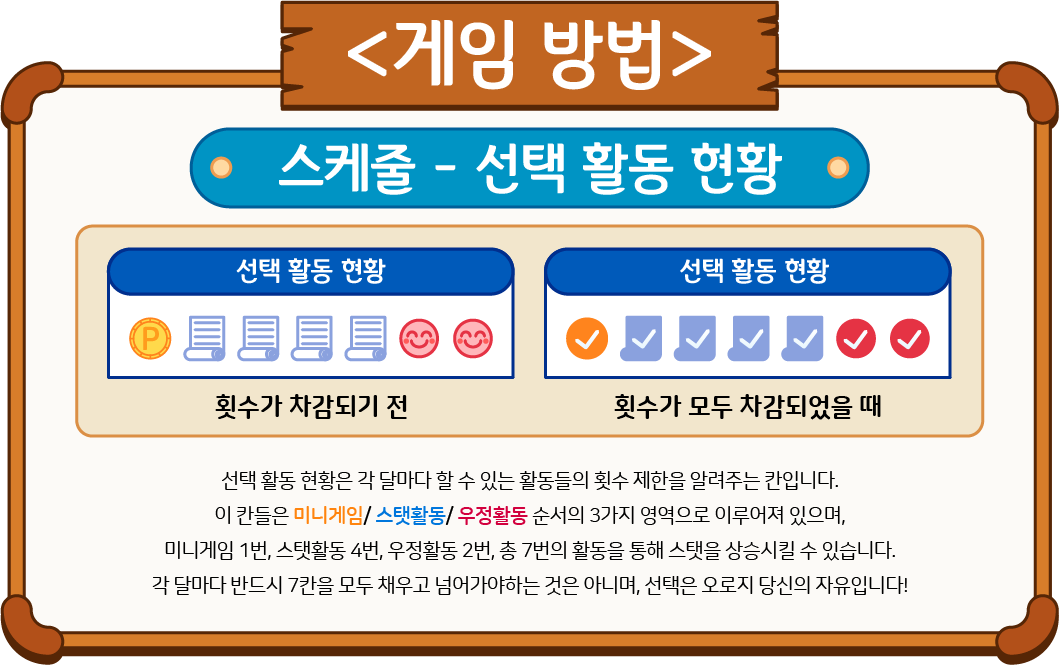 <게임 방법>
스케줄 - 선택 활동 현황
선택 활동 현황
P
횟수가 차감되기 전
선택 활동 현황
횟수가 모두 차감되었을 때
선택 활동 현황은 각 달마다 할 수 있는 활동들의 횟수 제한을 알려주는 칸입니다.
이 칸들은 미니게임/ 스탯활동/ 우정활동 순서의 3가지 영역으로 이루어져 있으며,
미니게임 1번, 스탯활동 4번, 우정활동 2번, 총 7번의 활동을 통해 스탯을 상승시킬 수 있습니다.
각 달마다 반드시 7칸을 모두 채우고 넘어가야하는 것은 아니며, 선택은 오로지 당신의 자유입니다!